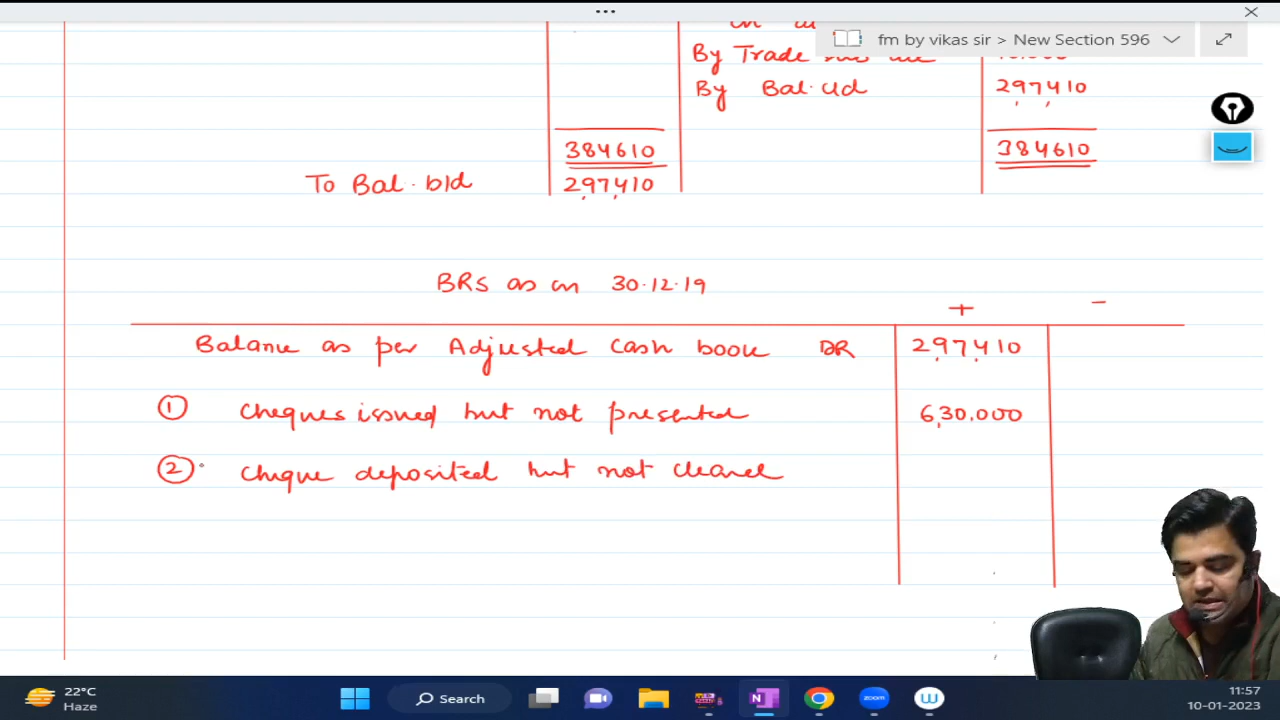 fm by vikas sir > New Section 596
By Trade
By Bal. c/d 297410
384610 384610
To Bal. b/d 297410
BRS as on 30.12.19
+ -
Balance as per Adjusted Cash book DR 297410
① Cheques issued but not presented 6,30,000
② Cheque deposited but not cleared
22°C
Haze
Search
11:57
10-01-2023